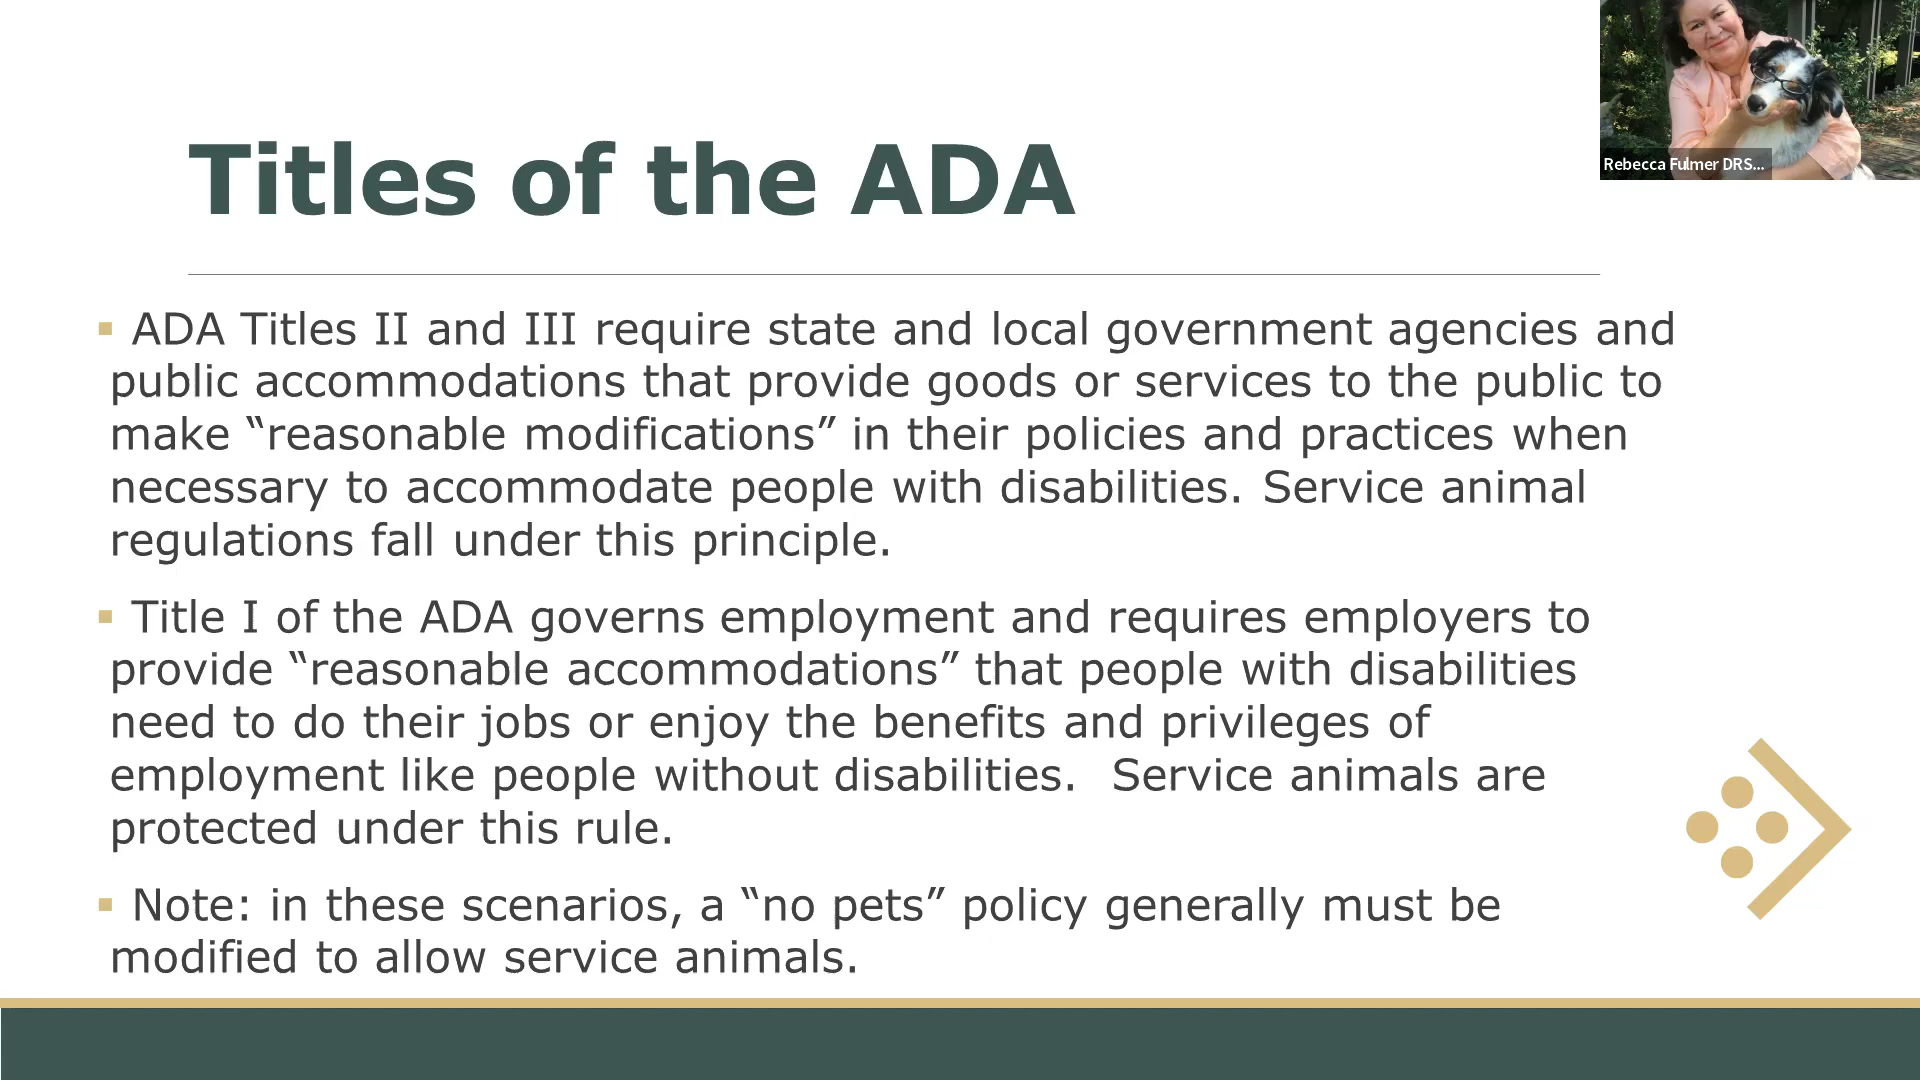 Titles of the ADA
Rebecca Fulmer DRS...
▪ ADA Titles II and III require state and local government agencies and
public accommodations that provide goods or services to the public to
make “reasonable modifications” in their policies and practices when
necessary to accommodate people with disabilities. Service animal
regulations fall under this principle.
▪ Title I of the ADA governs employment and requires employers to
provide “reasonable accommodations” that people with disabilities
need to do their jobs or enjoy the benefits and privileges of
employment like people without disabilities.  Service animals are
protected under this rule.
▪ Note: in these scenarios, a “no pets” policy generally must be
modified to allow service animals.